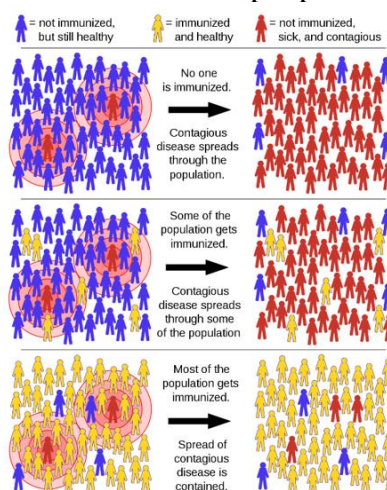 = not immunized,
but still healthy
= immunized
and healthy
= not immunized,
sick, and contagious
No one
is immunized.
Contagious
disease spreads
through the
population.
Some of the
population gets
immunized.
Contagious
disease spreads
through some
of the population
Most of the
population gets
immunized.
Spread of
contagious
disease is
contained.